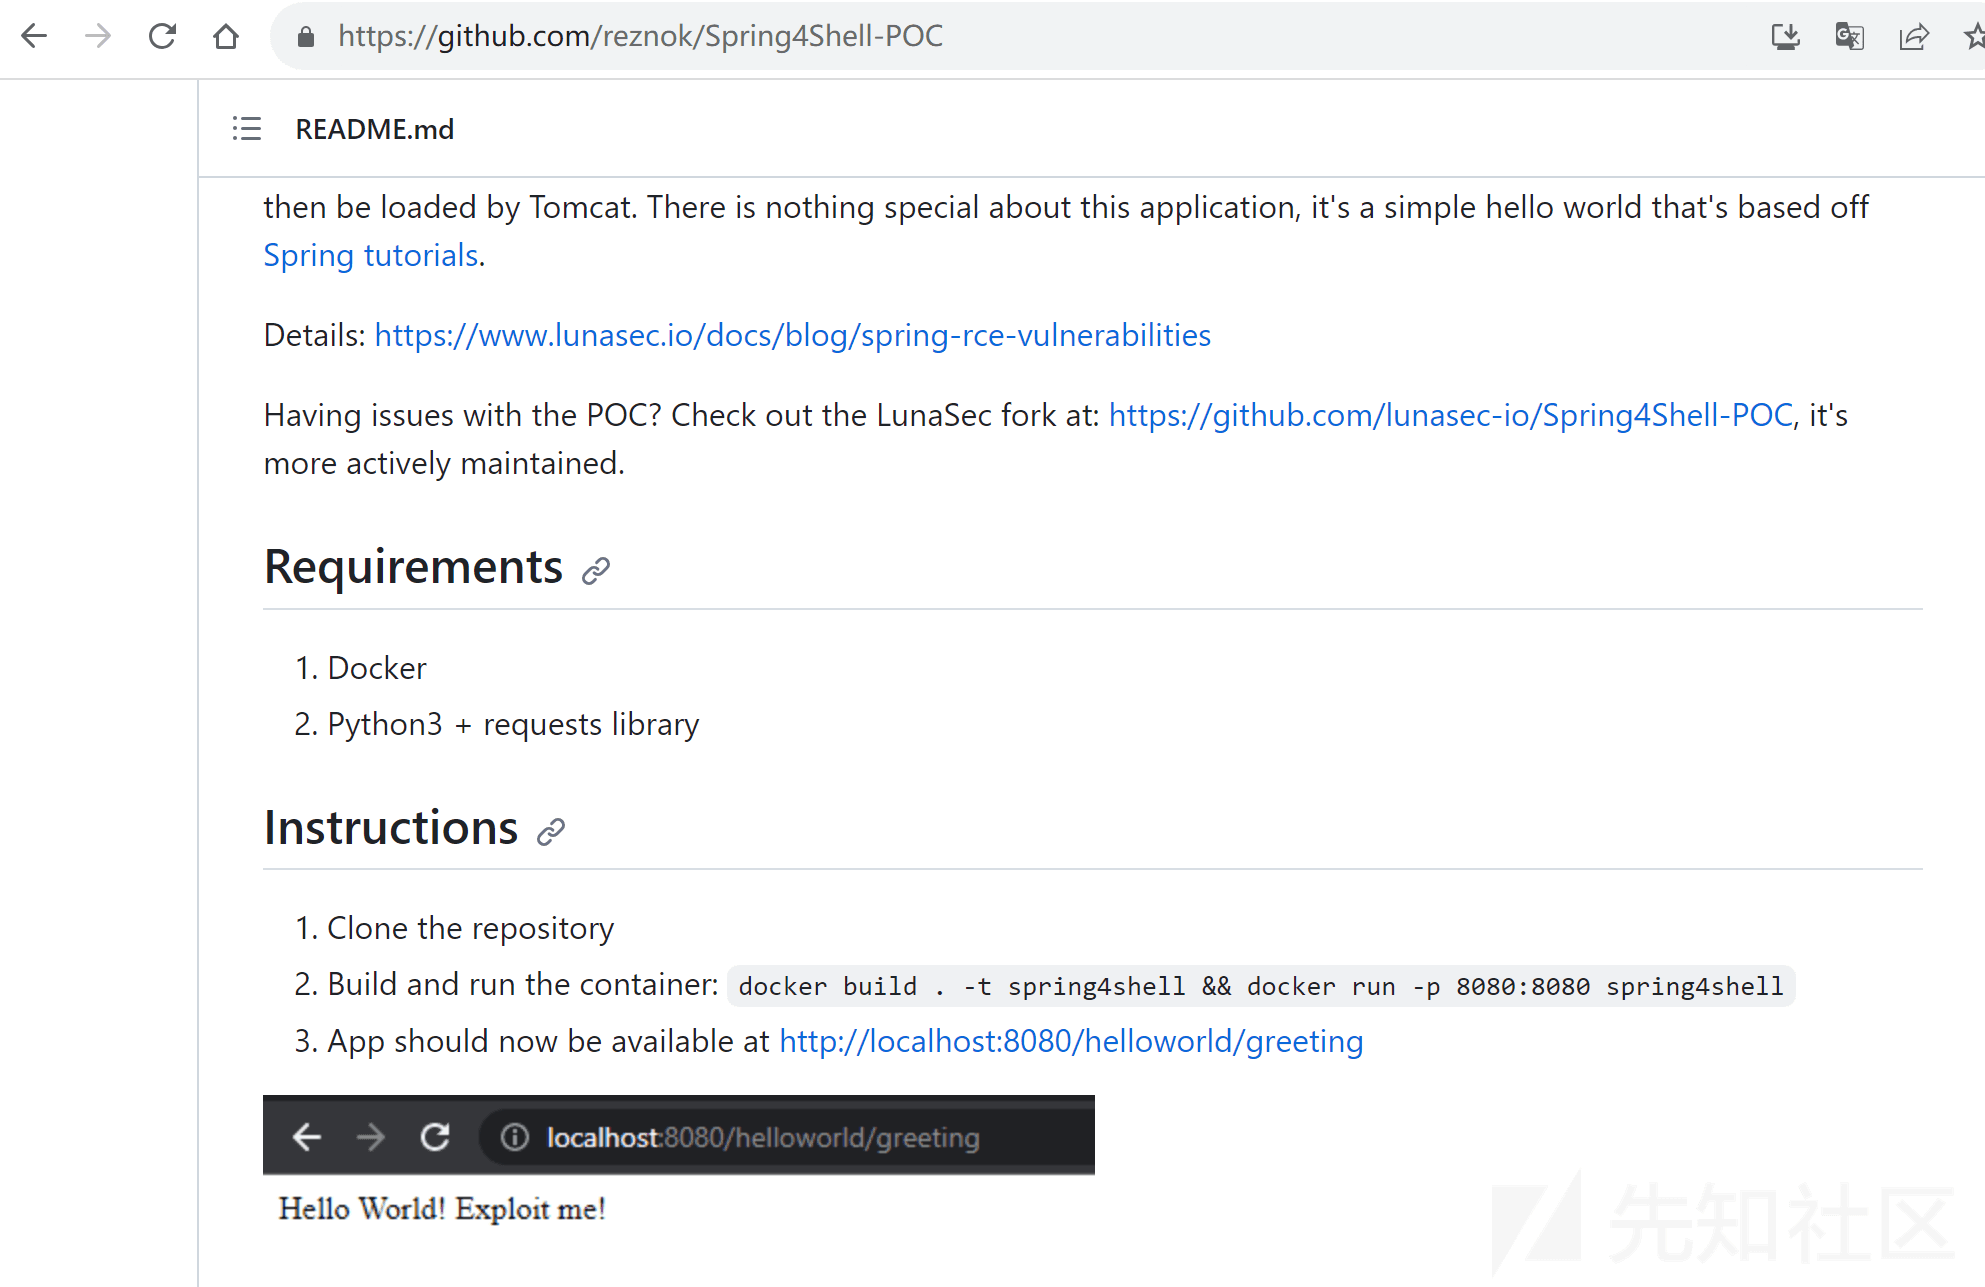 https://github.com/reznok/Spring4Shell-POC
README.md
then be loaded by Tomcat. There is nothing special about this application, it's a simple hello world that's based off
Spring tutorials.
Details: https://www.lunasec.io/docs/blog/spring-rce-vulnerabilities
Having issues with the POC? Check out the LunaSec fork at: https://github.com/lunasec-io/Spring4Shell-POC, it's
more actively maintained.
Requirements
1. Docker
2. Python3 + requests library
Instructions
1. Clone the repository
2. Build and run the container: docker build . -t spring4shell && docker run -p 8080:8080 spring4shell
3. App should now be available at http://localhost:8080/helloworld/greeting
localhost:8080/helloworld/greeting
Hello World! Exploit me!
先知社区